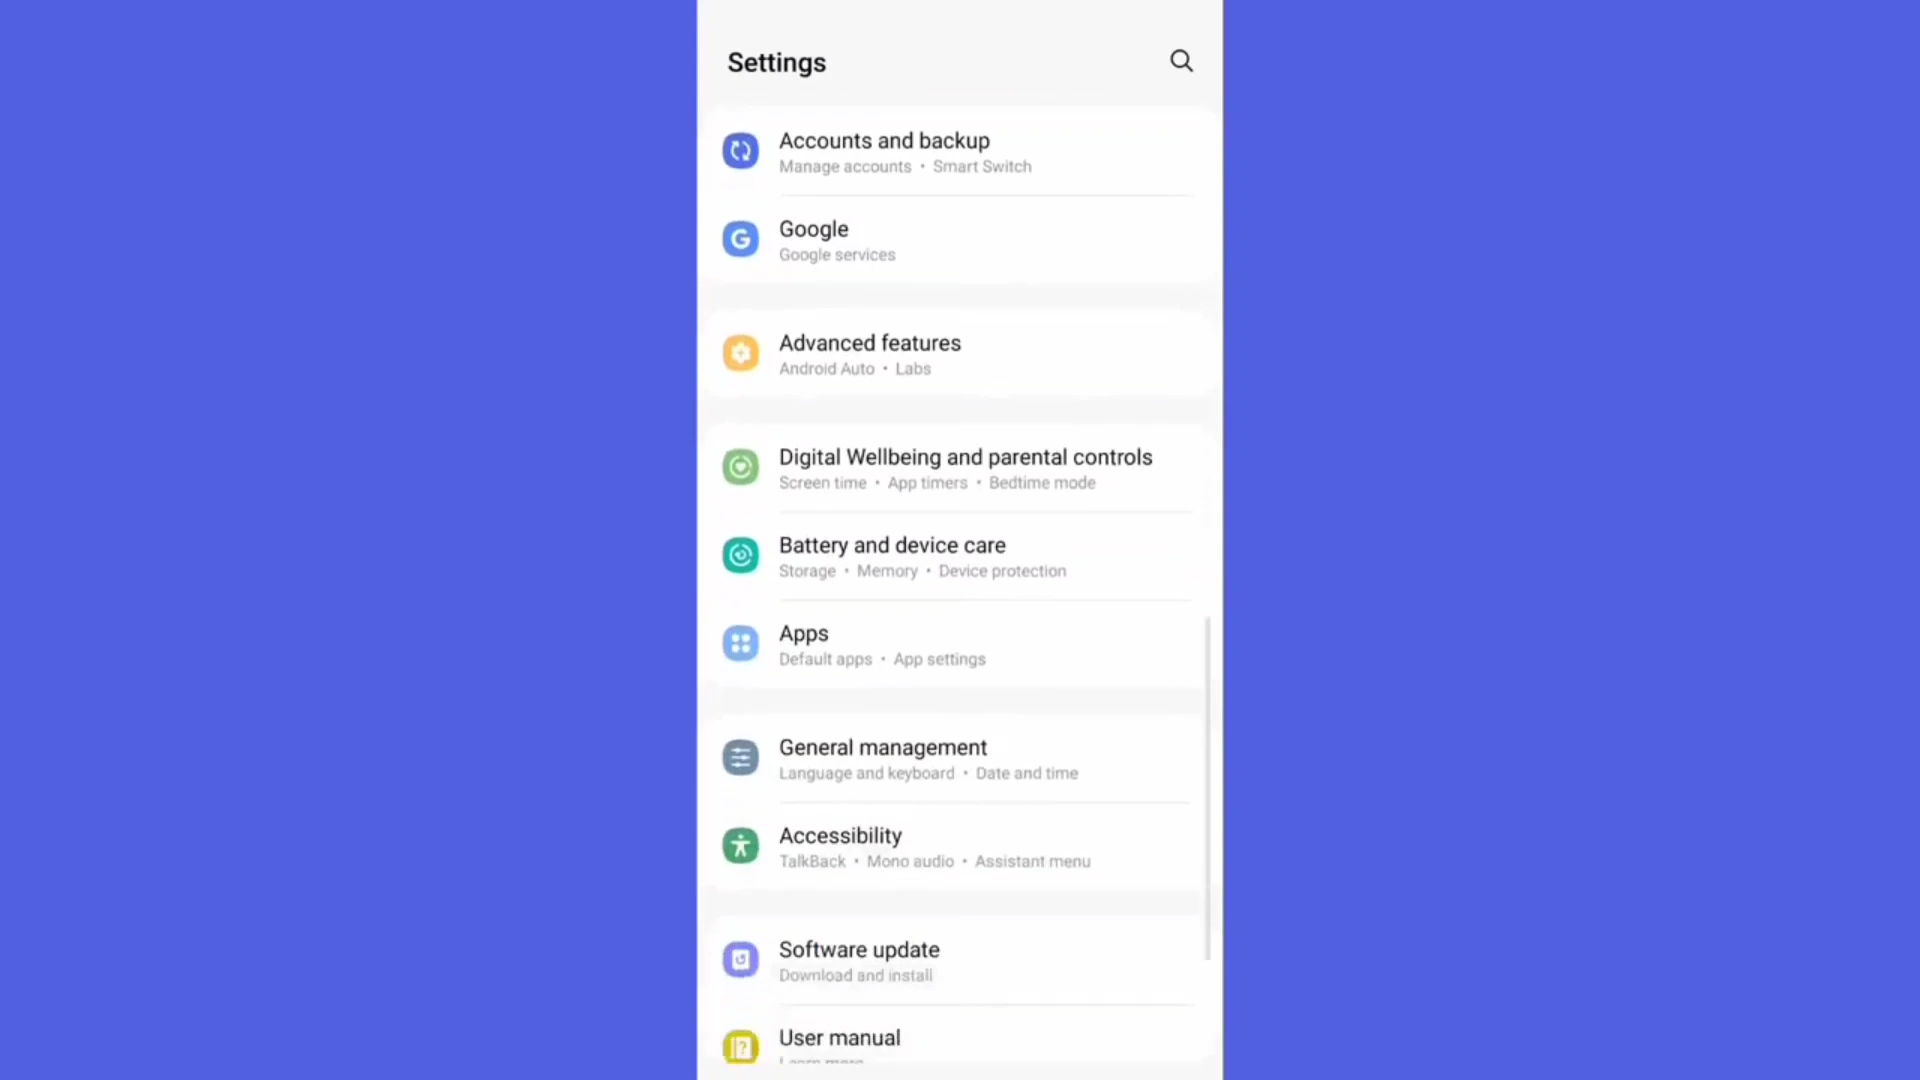 Settings
Accounts and backup
Manage accounts • Smart Switch
G
Google
Google services
Advanced features
Android Auto • Labs
Digital Wellbeing and parental controls
Screen time • App timers • Bedtime mode
Battery and device care
Storage • Memory • Device protection
Apps
Default apps • App settings
General management
Language and keyboard • Date and time
Accessibility
TalkBack • Mono audio • Assistant menu
Software update
Download and install
User manual